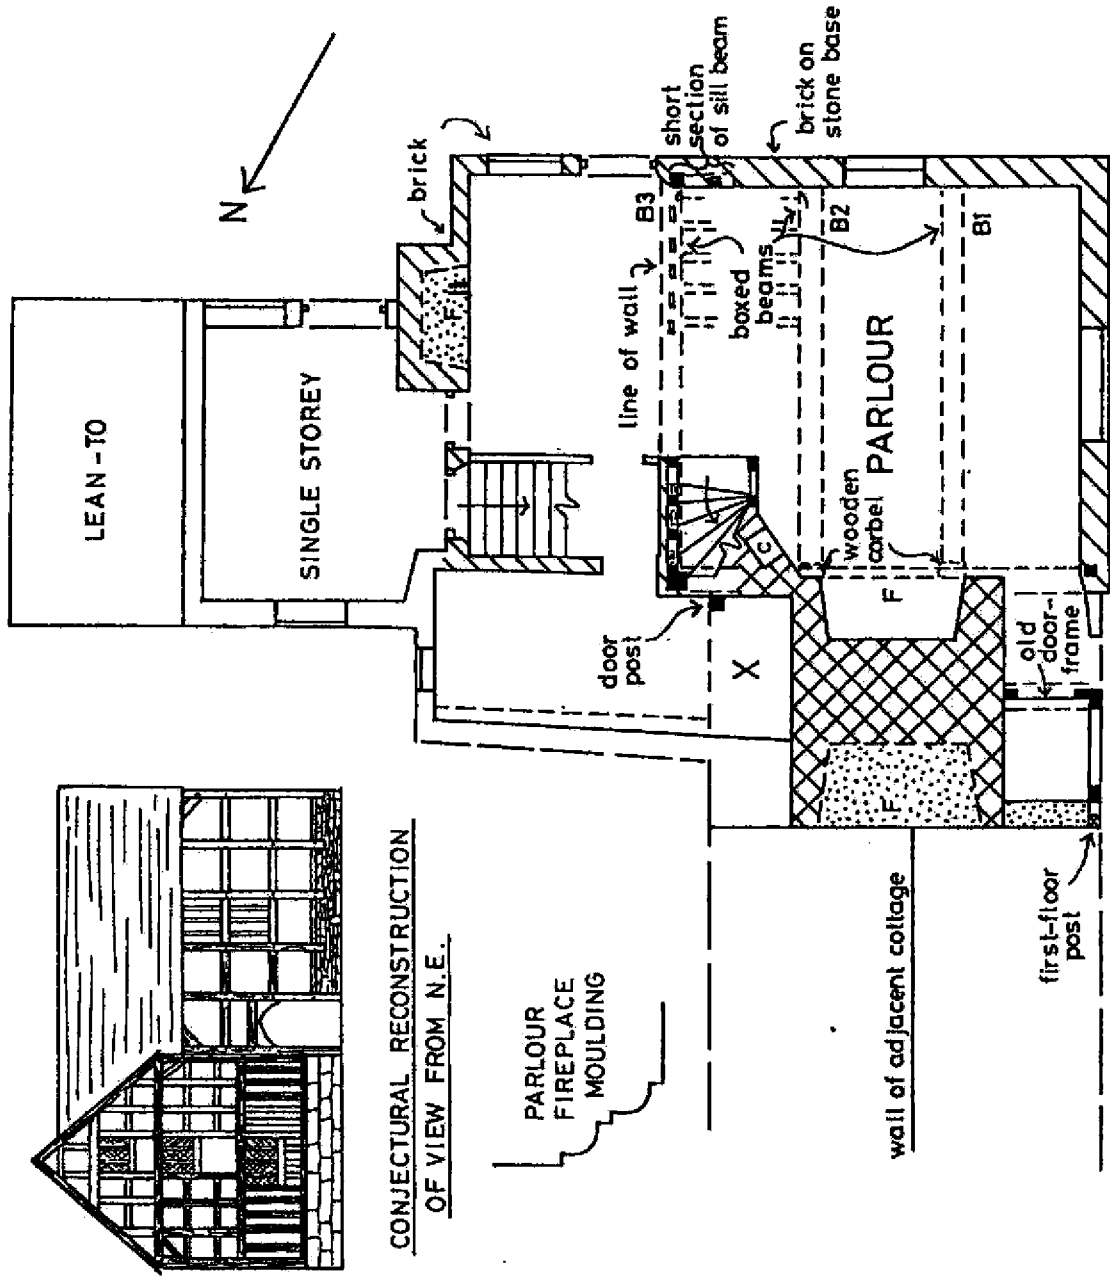 N
LEAN-TO
SINGLE STOREY
brick
F
short
section
of sill beam
brick on
stone base
line of wall
B3
boxed
beams
B2
B1
PARLOUR
wooden
corbel
C
F
door
post
X
old
door-
frame
F
first-floor
post
wall of adjacent cottage
PARLOUR
FIREPLACE
MOULDING
CONJECTURAL RECONSTRUCTION
OF VIEW FROM N.E.